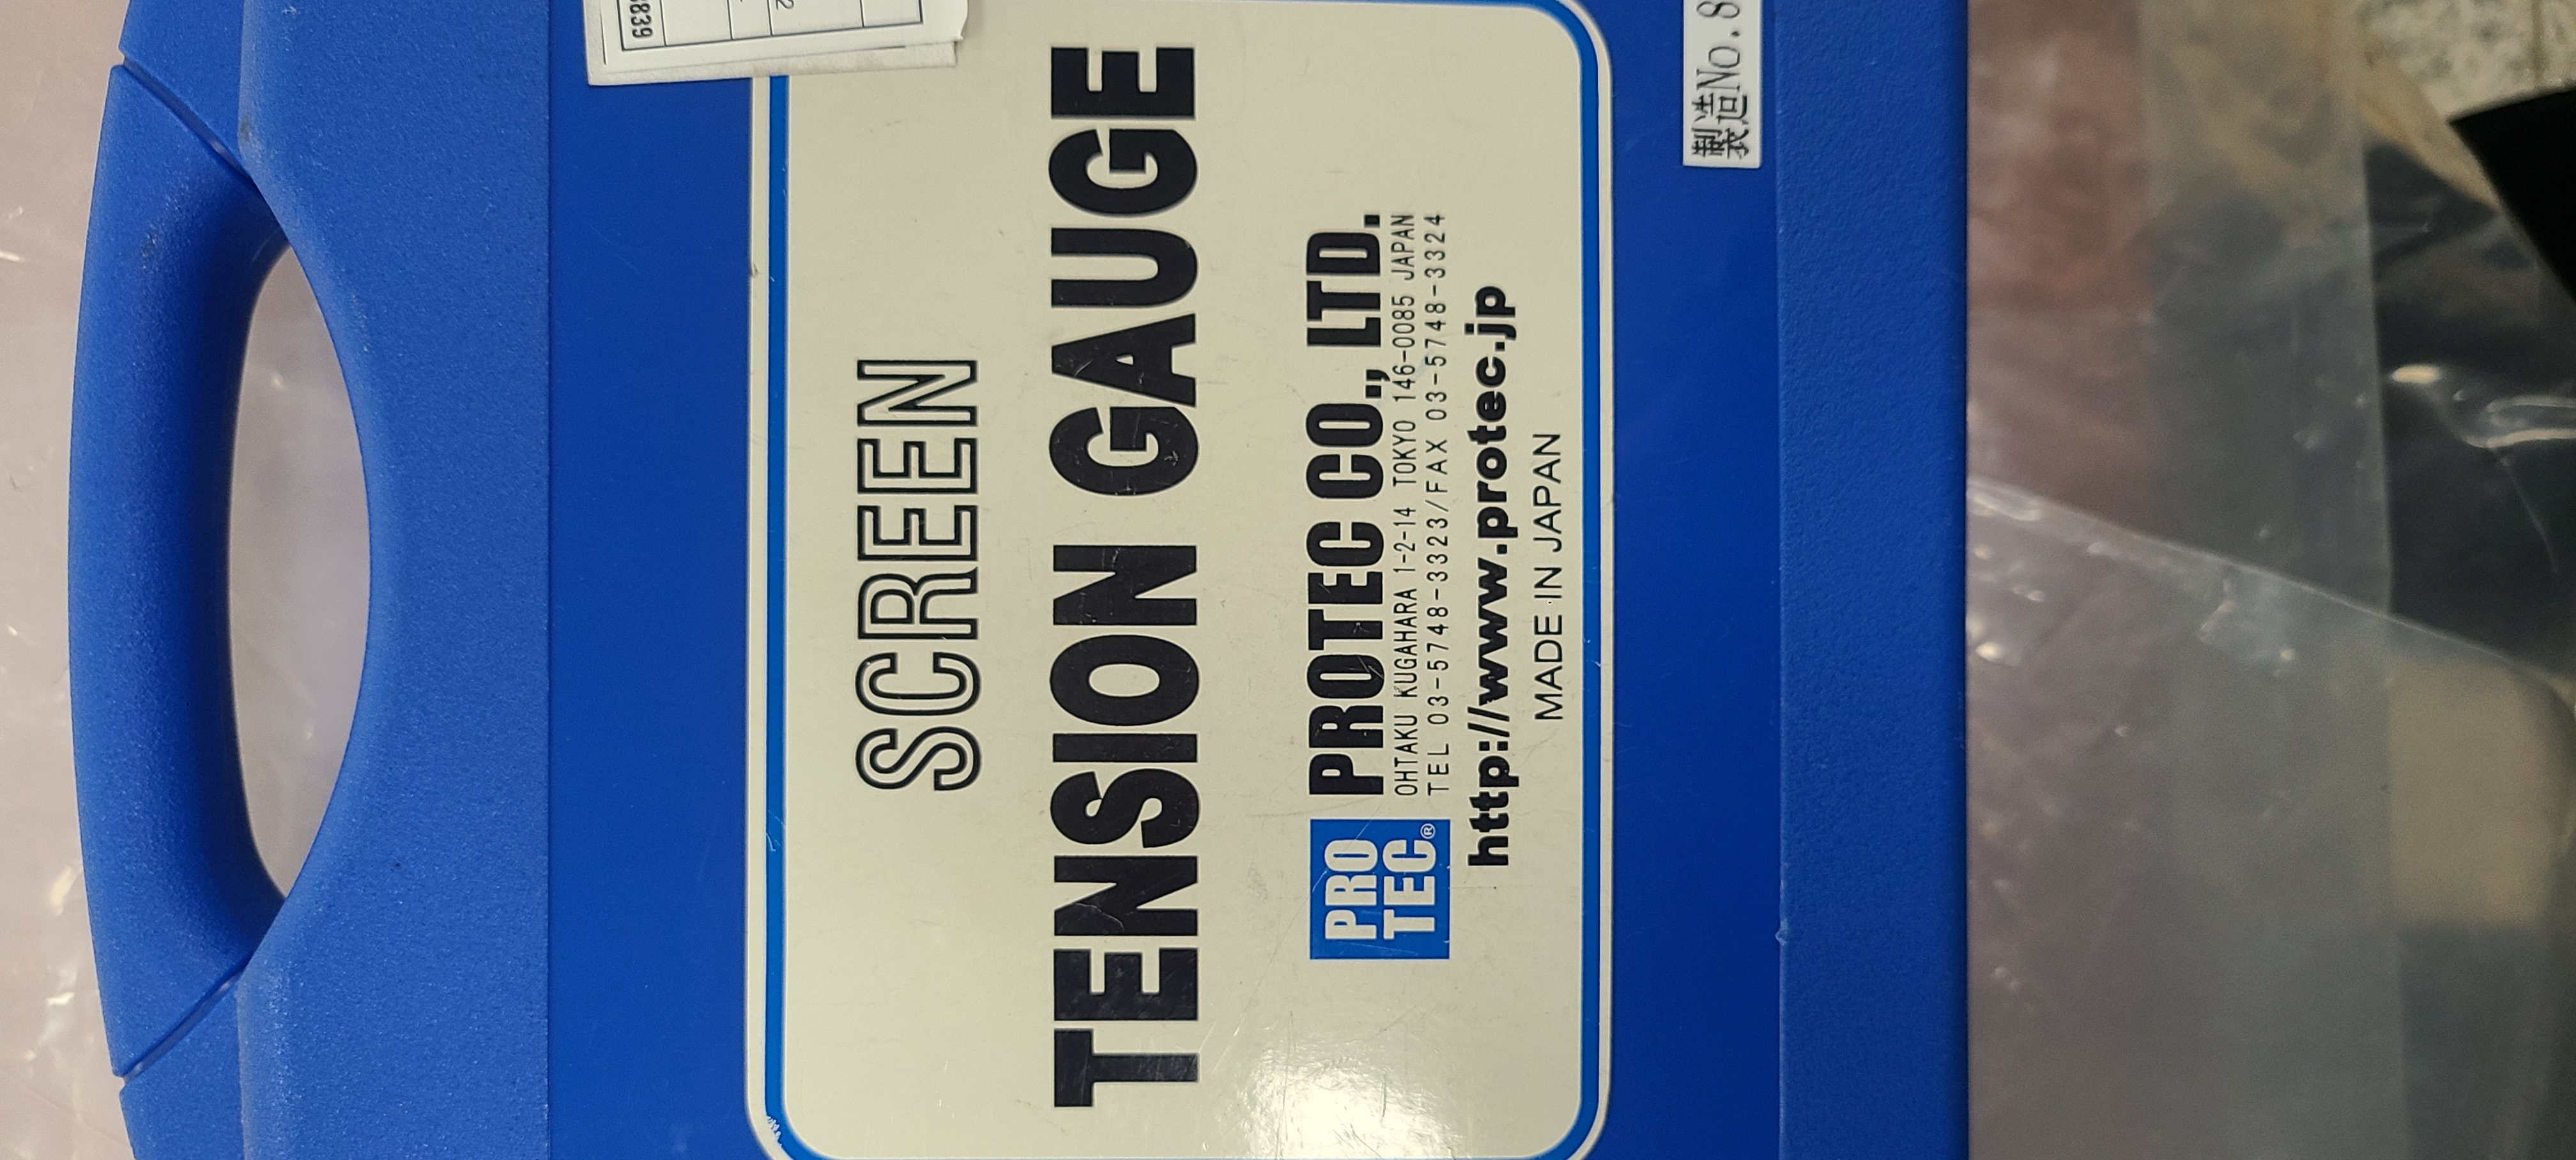 SCREEN
TENSION GAUGE
PRO
TEC®
PROTEC CO., LTD.
OHTAKU KUGAHARA 1-2-14 TOKYO 146-0085 JAPAN
TEL 03-5748-3323/FAX 03-5748-3324
http://www.protec.jp
MADE IN JAPAN
製造No.8